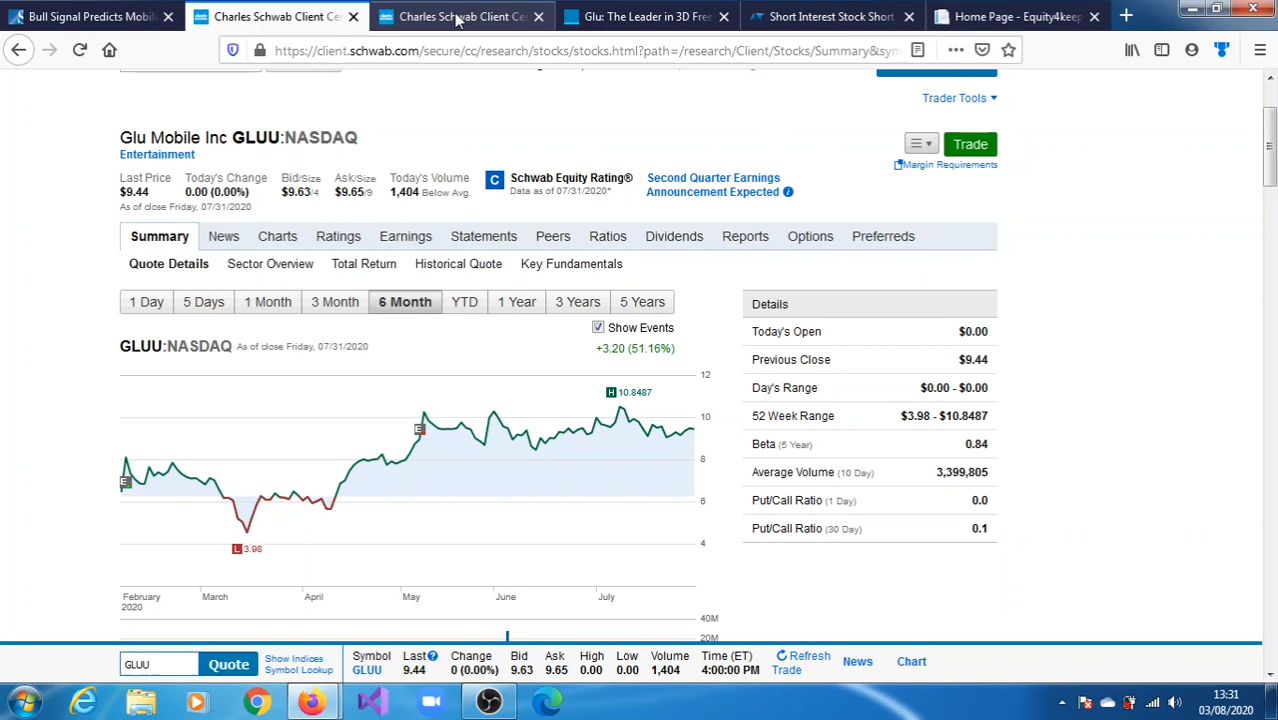 Bull Signal Predicts Mobil
Charles Schwab Client Ce
Charles Schwab Client Ce
Glu: The Leader in 3D Free
Short Interest Stock Short
Home Page - Equity4keep
https://client.schwab.com/secure/cc/research/stocks/stocks.html?path=/research/Client/Stocks/Summary&sym
Trader Tools
Glu Mobile Inc GLUU:NASDAQ
Entertainment
Trade
Margin Requirements
Last Price Today's Change Bid/Size Ask/Size Today's Volume
$9.44 0.00 (0.00%) $9.63/4 $9.65/9 1,404 Below Avg.
As of close Friday, 07/31/2020
C Schwab Equity Rating®
Data as of 07/31/2020*
Second Quarter Earnings
Announcement Expected
Summary News Charts Ratings Earnings Statements Peers Ratios Dividends Reports Options Preferreds
Quote Details Sector Overview Total Return Historical Quote Key Fundamentals
1 Day 5 Days 1 Month 3 Month 6 Month YTD 1 Year 3 Years 5 Years
Show Events
GLUU:NASDAQ As of close Friday, 07/31/2020
+3.20 (51.16%)
12
H 10.8487
10
E
8
E
6
4
L 3.98
February March April May June July
2020
40M
20M
Details
Today's Open $0.00
Previous Close $9.44
Day's Range $0.00 - $0.00
52 Week Range $3.98 - $10.8487
Beta (5 Year) 0.84
Average Volume (10 Day) 3,399,805
Put/Call Ratio (1 Day) 0.0
Put/Call Ratio (30 Day) 0.1
GLUU Quote
Show Indices
Symbol Lookup
Symbol Last Change Bid Ask High Low Volume Time (ET) Refresh
GLUU 9.44 0 (0.00%) 9.63 9.65 0.00 0.00 1,404 4:00:00 PM Trade
News Chart
13:31
03/08/2020